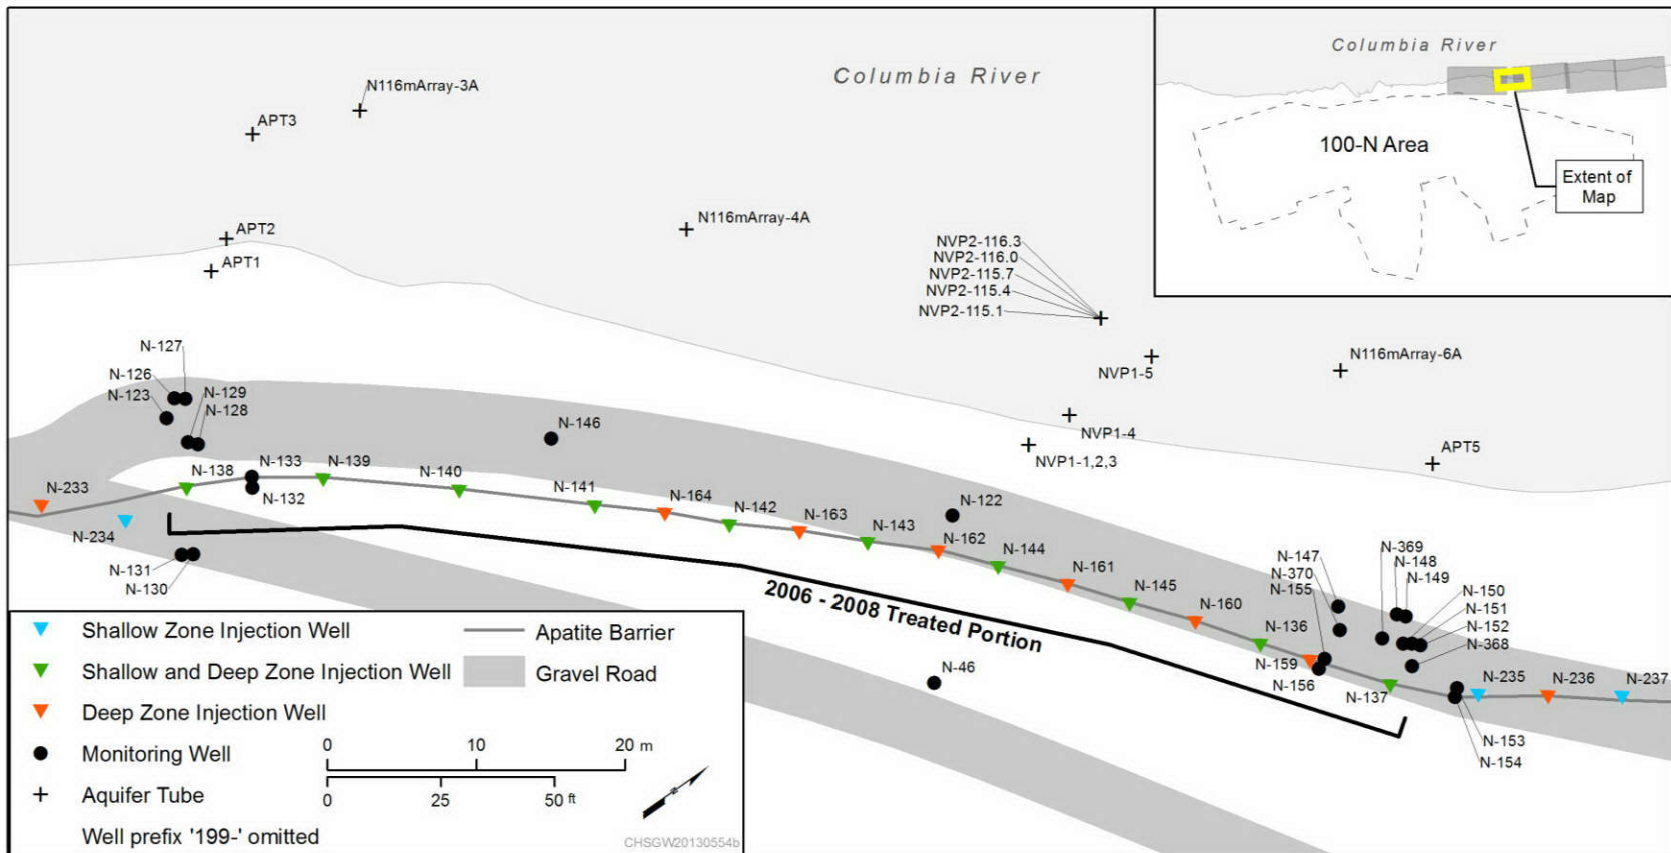 Columbia River
N116mArray-3A
APT3
APT2
APT1
N116mArray-4A
NVP2-116.3
NVP2-116.0
NVP2-115.7
NVP2-115.4
NVP2-115.1
NVP1-5
N116mArray-6A
NVP1-4
NVP1-1,2,3
APT5
Columbia River
100-N Area
Extent of
Map
N-127
N-126
N-123
N-129
N-128
N-146
N-233
N-138
N-133
N-139
N-132
N-140
N-141
N-164
N-142
N-163
N-143
N-122
N-162
N-144
N-161
N-145
N-160
N-136
N-234
N-131
N-130
N-147
N-370
N-155
N-369
N-148
N-149
N-150
N-151
N-152
N-368
N-159
N-156
N-137
N-235
N-236
N-237
N-153
N-154
2006 - 2008 Treated Portion
N-46
Shallow Zone Injection Well
Shallow and Deep Zone Injection Well
Deep Zone Injection Well
Monitoring Well
Aquifer Tube
Well prefix '199-' omitted
Apatite Barrier
Gravel Road
0 10 20 m
0 25 50 ft
CHSGW20130554b